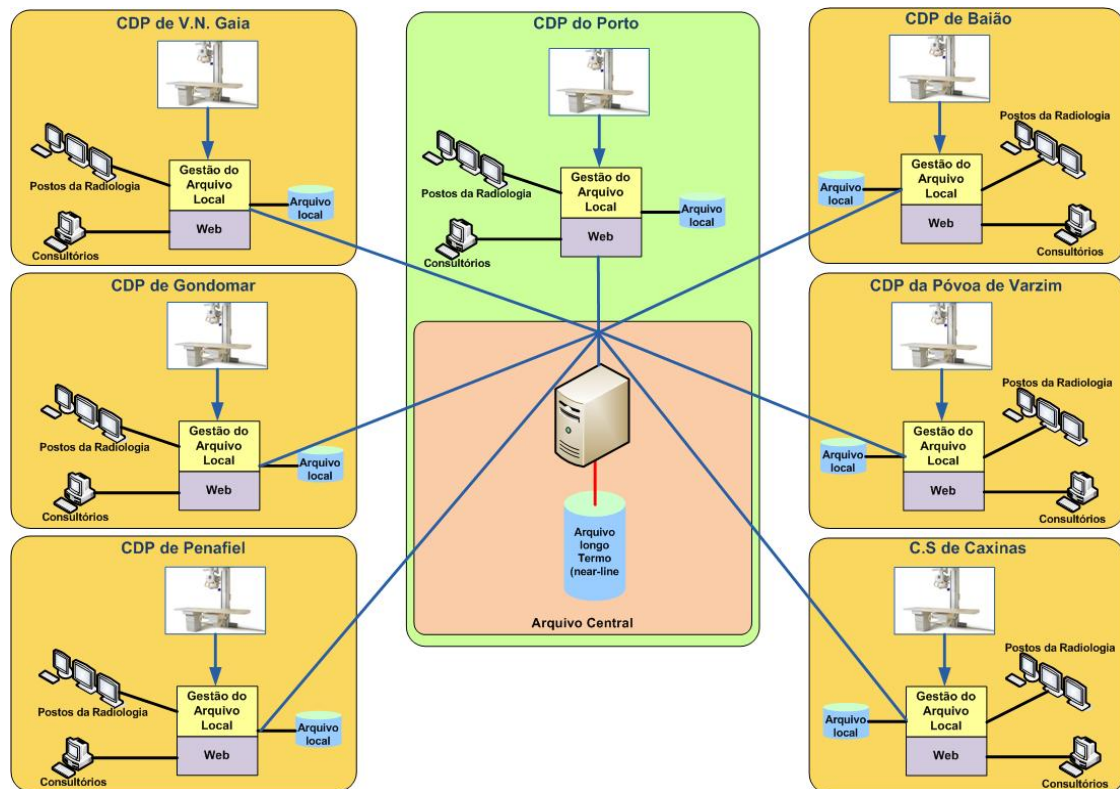 CDP de V.N. Gaia
Postos da Radiologia
Gestão do
Arquivo
Local
Arquivo
local
Web
Consultórios
CDP do Porto
Postos da Radiologia
Gestão do
Arquivo
Local
Arquivo
local
Web
Consultórios
CDP de Baião
Postos da Radiologia
Gestão do
Arquivo
Local
Arquivo
local
Web
Consultórios
CDP de Gondomar
Postos da Radiologia
Gestão do
Arquivo
Local
Arquivo
local
Web
Consultórios
Arquivo
longo
Termo
(near-line
Arquivo Central
CDP da Póvoa de Varzim
Postos da Radiologia
Gestão do
Arquivo
Local
Arquivo
local
Web
Consultórios
CDP de Penafiel
Postos da Radiologia
Gestão do
Arquivo
Local
Arquivo
local
Web
Consultórios
C.S de Caxinas
Postos da Radiologia
Gestão do
Arquivo
Local
Arquivo
local
Web
Consultórios